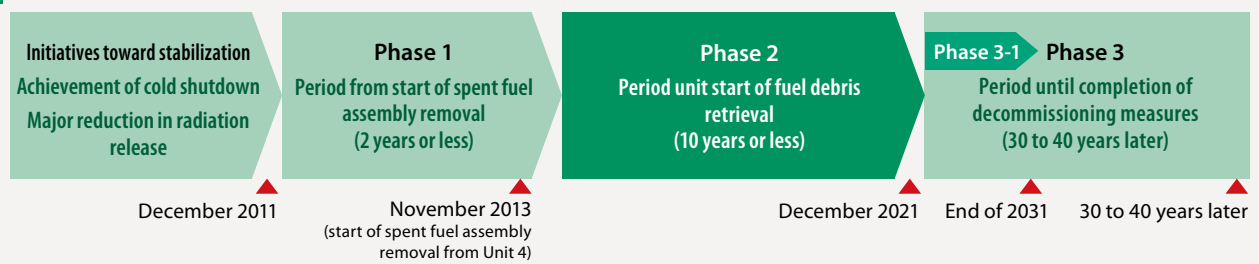 Initiatives toward stabilization
Achievement of cold shutdown
Major reduction in radiation
release
Phase 1
Period from start of spent fuel
assembly removal
(2 years or less)
Phase 2
Period unit start of fuel debris
retrieval
(10 years or less)
Phase 3-1
Phase 3
Period until completion of
decommissioning measures
(30 to 40 years later)
December 2011
November 2013
(start of spent fuel assembly
removal from Unit 4)
December 2021
End of 2031
30 to 40 years later